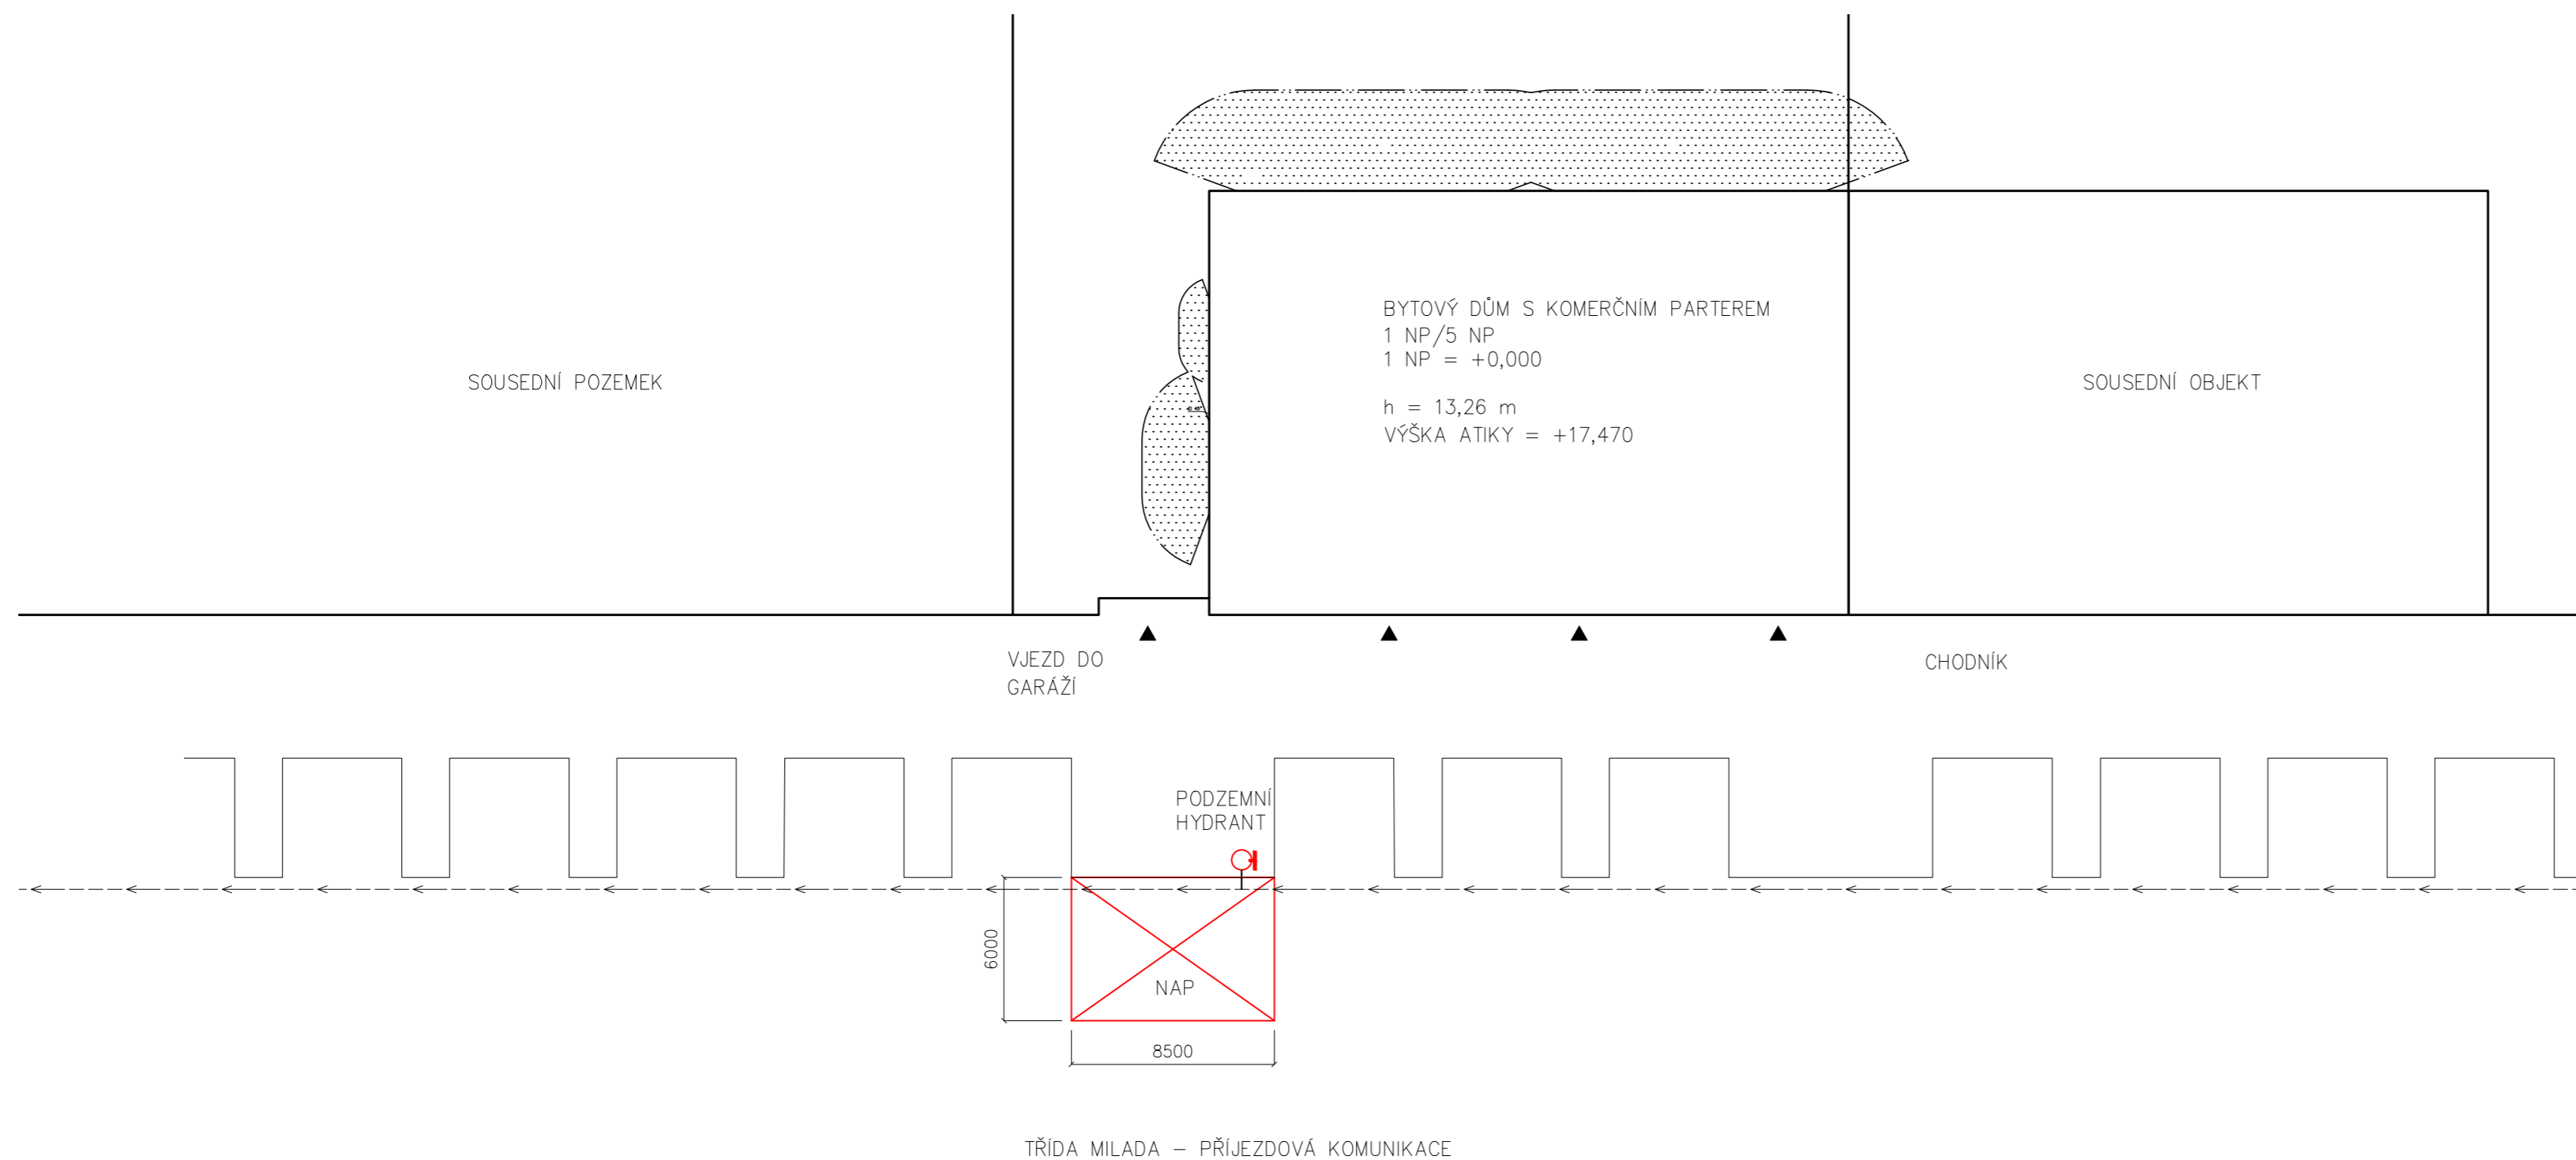 BYTOVÝ DŮM S KOMERČNÍM PARTEREM
1 NP/5 NP
1 NP = +0,000
h = 13,26 m
VÝŠKA ATIKY = +17,470
SOUSEDNÍ POZEMEK
SOUSEDNÍ OBJEKT
VJEZD DO
GARÁŽÍ
CHODNÍK
PODZEMNÍ
HYDRANT
6000
NAP
8500
TŘÍDA MILADA – PŘÍJEZDOVÁ KOMUNIKACE